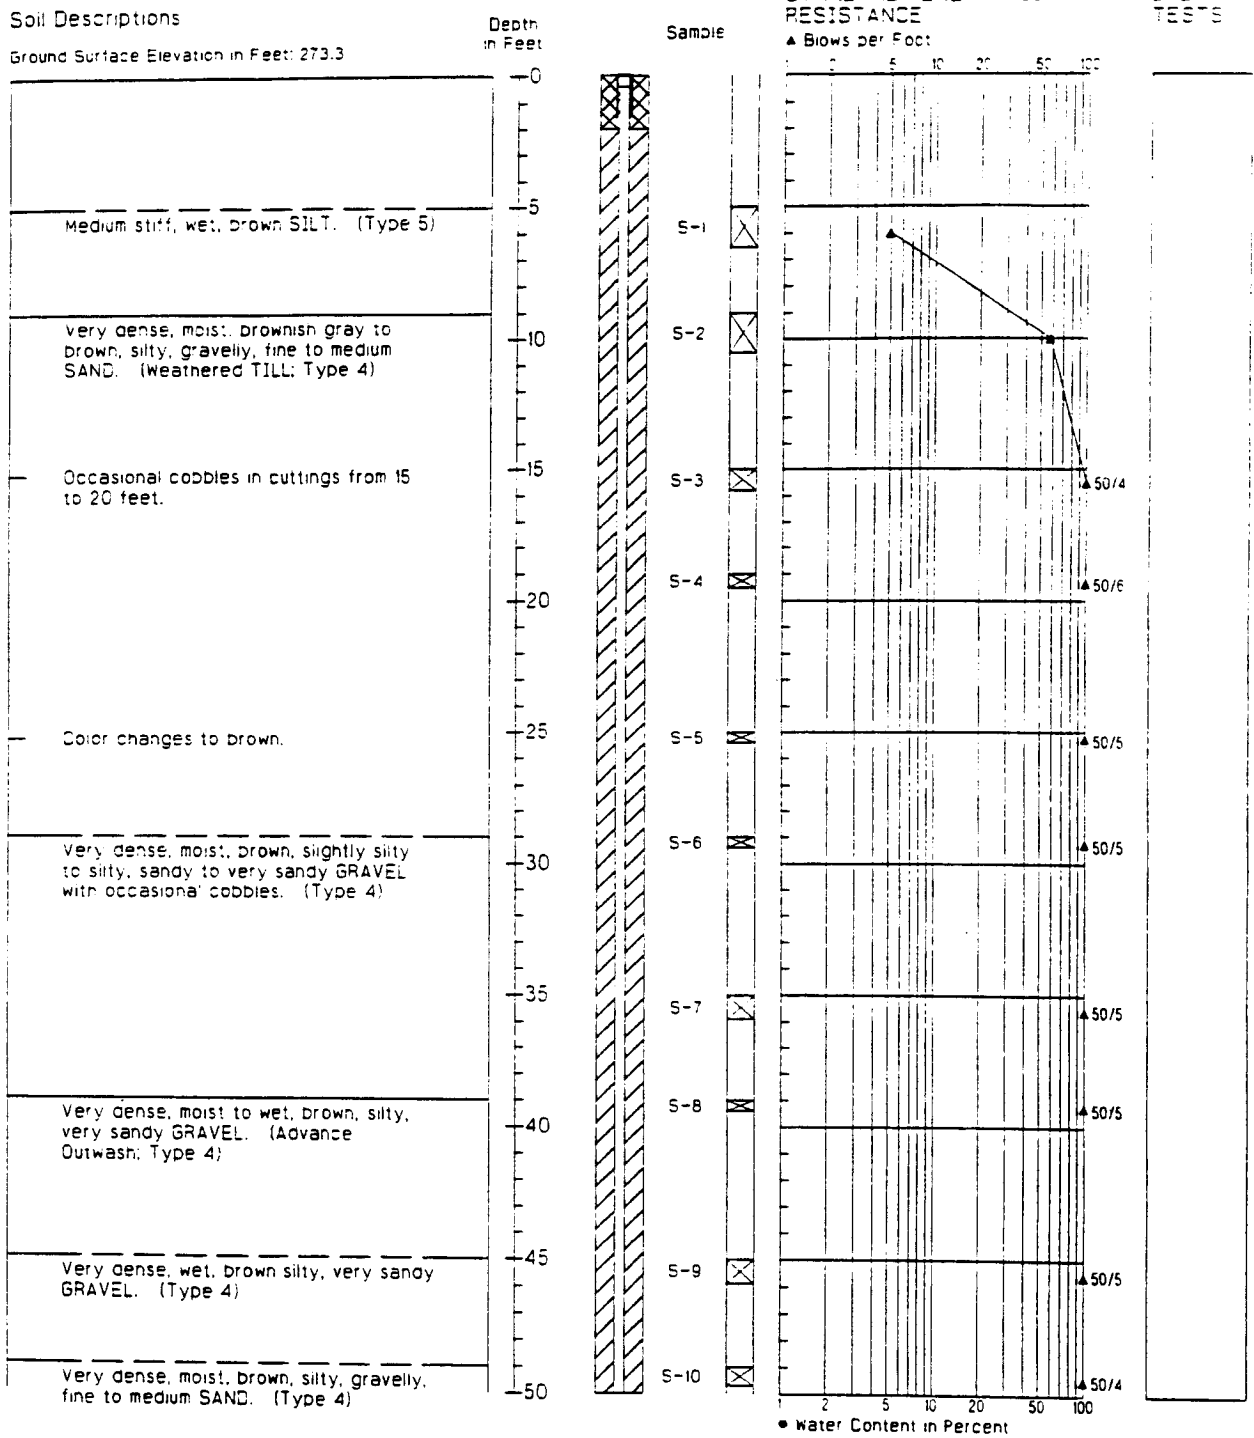 Soil Descriptions
Ground Surface Elevation in Feet: 273.3
Depth
in Feet
Sample
RESISTANCE
▲ Blows per Foot
TESTS
1 2 5 10 20 50 100
0
5
Medium stiff, wet, brown SILT. (Type 5)
S-1
Very dense, moist, brownish gray to
brown, silty, gravelly, fine to medium
SAND. (Weathered TILL; Type 4)
10
S-2
Occasional cobbles in cuttings from 15
to 20 feet.
15
S-3
50/4
S-4
50/6
20
Color changes to brown.
25
S-5
50/5
Very dense, moist, brown, slightly silty
to silty, sandy to very sandy GRAVEL
with occasional cobbles. (Type 4)
30
S-6
50/5
35
S-7
50/5
Very dense, moist to wet, brown, silty,
very sandy GRAVEL. (Advance
Outwash; Type 4)
40
S-8
50/5
45
Very dense, wet, brown silty, very sandy
GRAVEL. (Type 4)
S-9
50/5
Very dense, moist, brown, silty, gravelly,
fine to medium SAND. (Type 4)
50
S-10
50/4
1 2 5 10 20 50 100
● Water Content in Percent